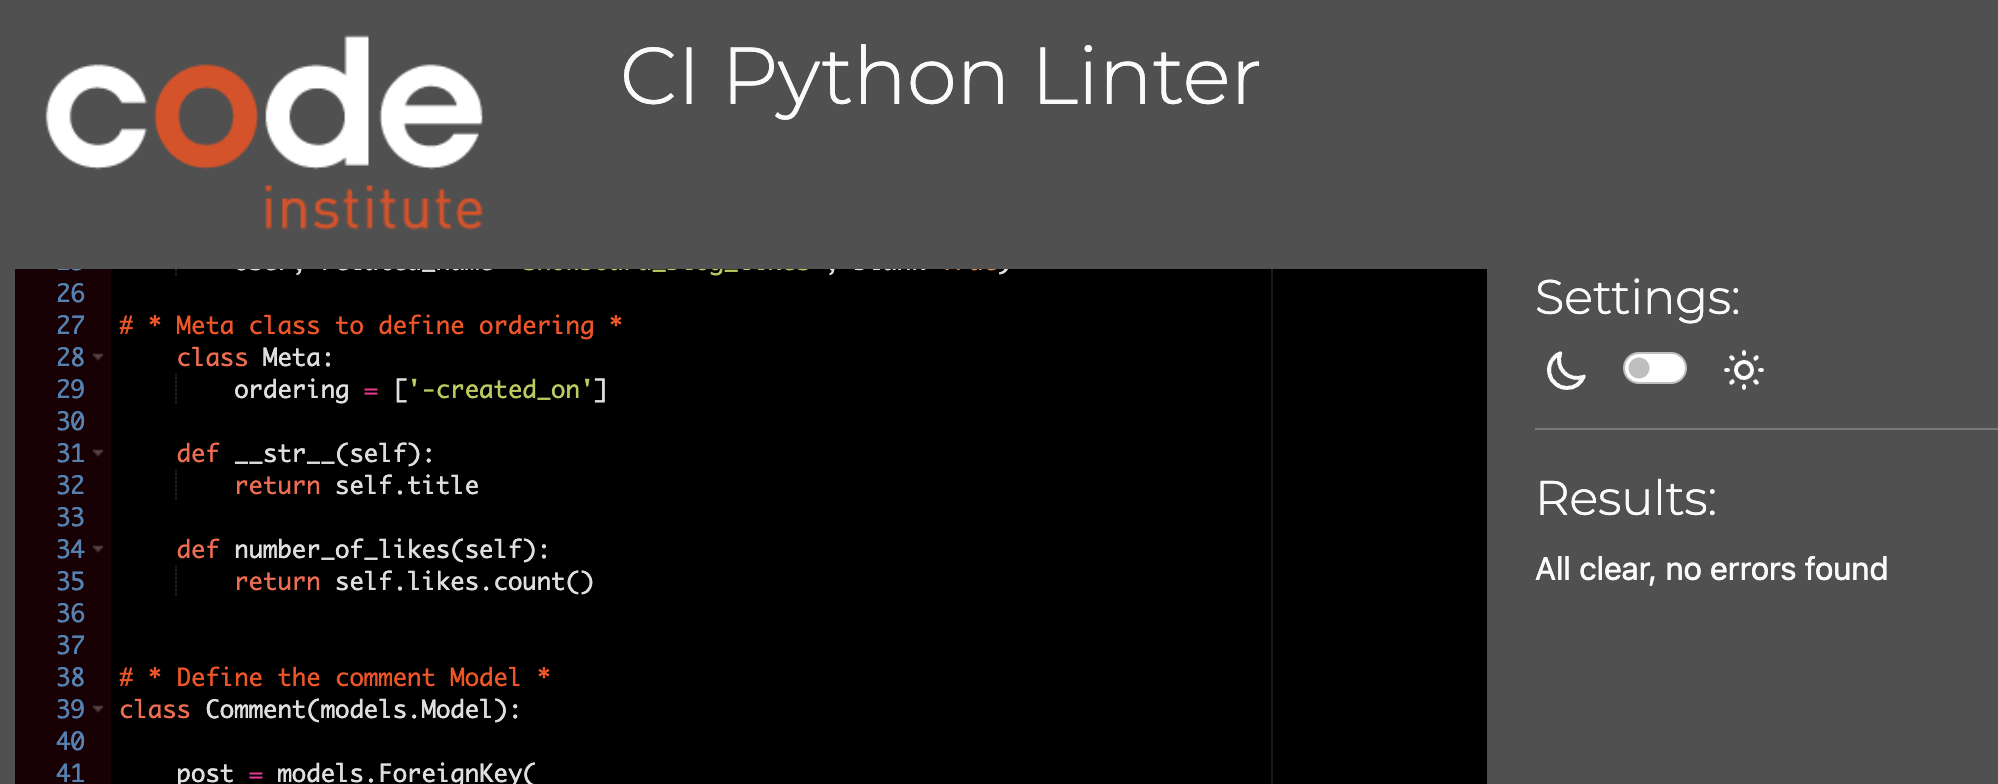 code
institute
CI Python Linter
26
27 # * Meta class to define ordering *
28 class Meta:
29 ordering = ['-created_on']
30
31 def __str__(self):
32 return self.title
33
34 def number_of_likes(self):
35 return self.likes.count()
36
37
38 # * Define the comment Model *
39 class Comment(models.Model):
40
41 post = models.ForeignKey(
Settings:
Results:
All clear, no errors found